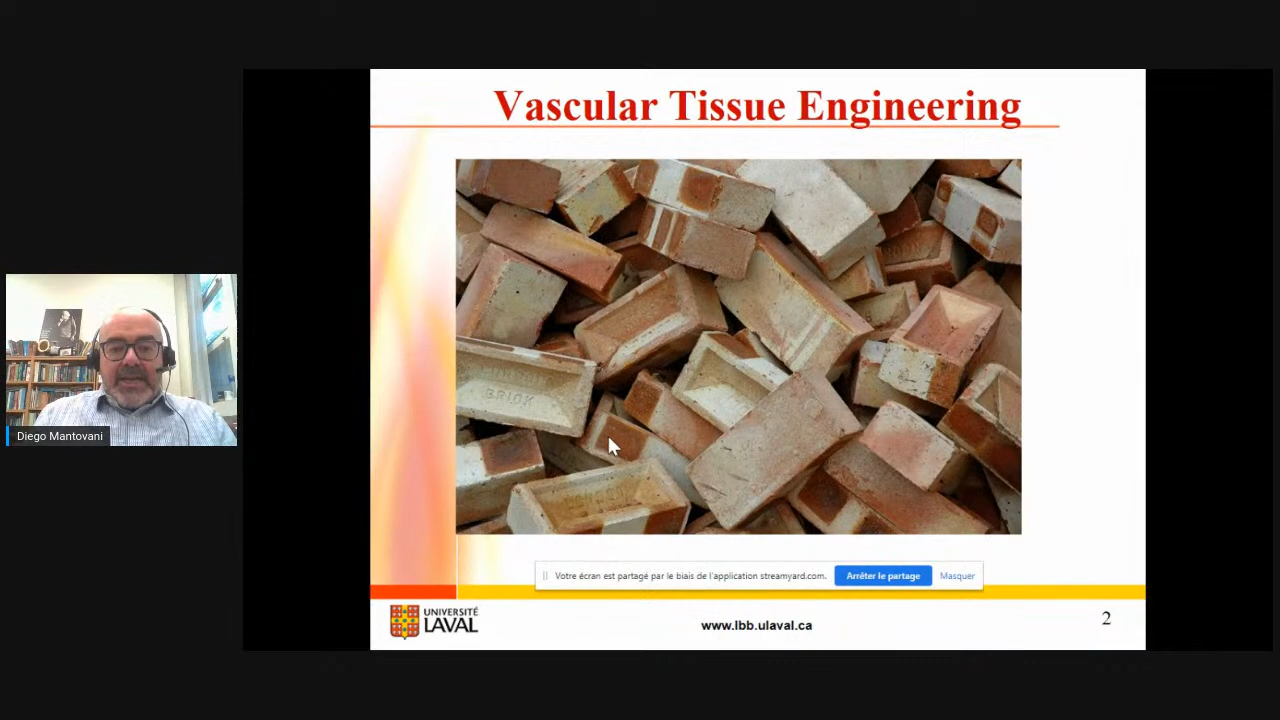 Vascular Tissue Engineering
BRICK
Diego Mantovani
Votre écran est partagé par le biais de l'application streamyard.com.
Arrêter le partage
Masquer
UNIVERSITÉ
LAVAL
www.lbb.ulaval.ca
2